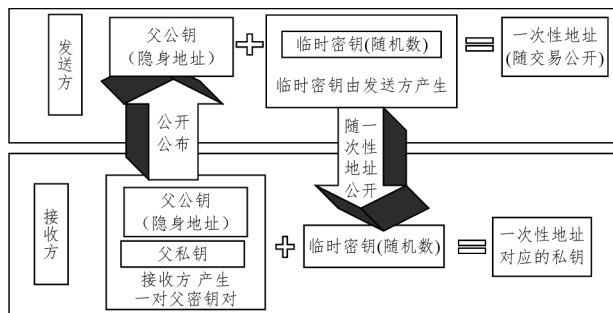 发送方
父公钥
(隐身地址)
临时密钥(随机数)
临时密钥由发送方产生
一次性地址
(随交易公开)
公开
公布
随一
次性
地址
公开
接收方
父公钥
(隐身地址)
父私钥
接收方 产生
一对父密钥对
临时密钥(随机数)
一次性地址
对应的私钥